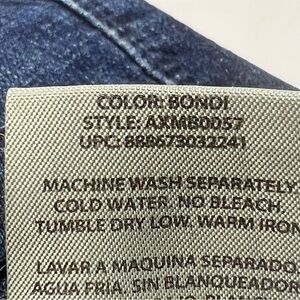 COLOR: BONDI
STYLE: AXMB0057
UPC: 888673032241
MACHINE WASH SEPARATELY
COLD WATER. NO BLEACH.
TUMBLE DRY LOW. WARM IRON
LAVAR A MAQUINA SEPARADO
AGUA FRIA. SIN BLANQUEADOR